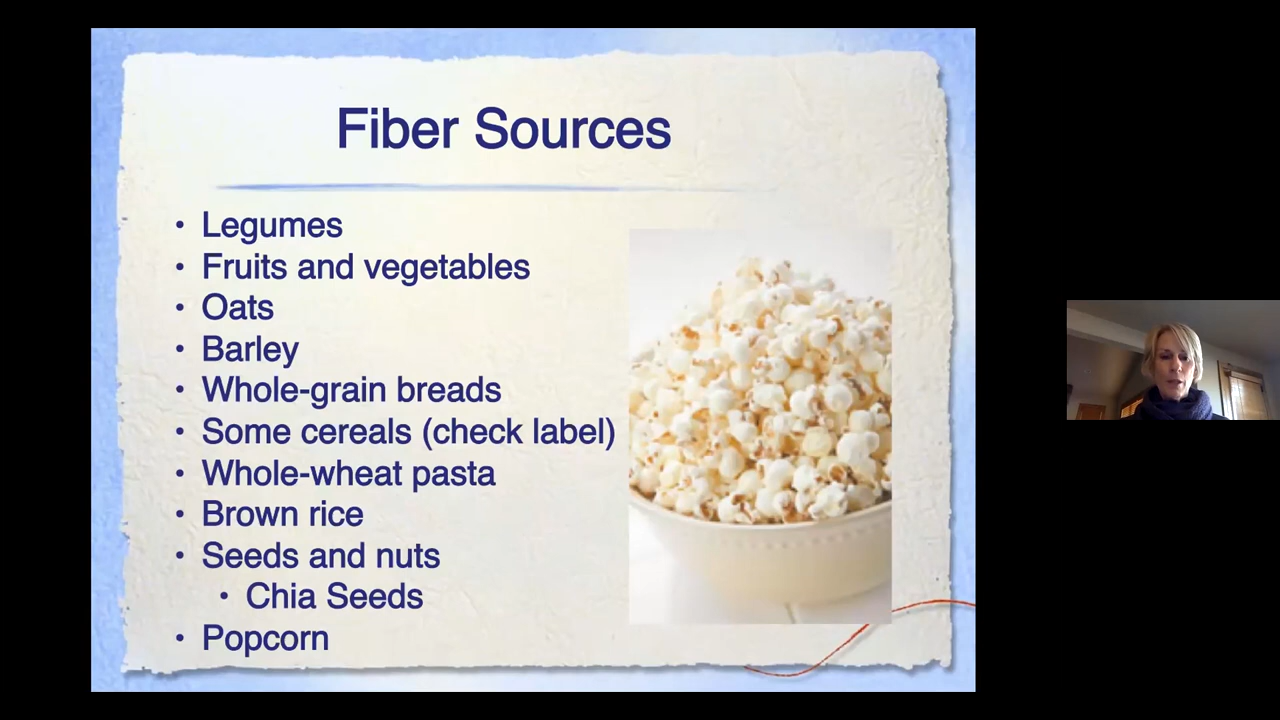 Fiber Sources
• Legumes
• Fruits and vegetables
• Oats
• Barley
• Whole-grain breads
• Some cereals (check label)
• Whole-wheat pasta
• Brown rice
• Seeds and nuts
• Chia Seeds
• Popcorn